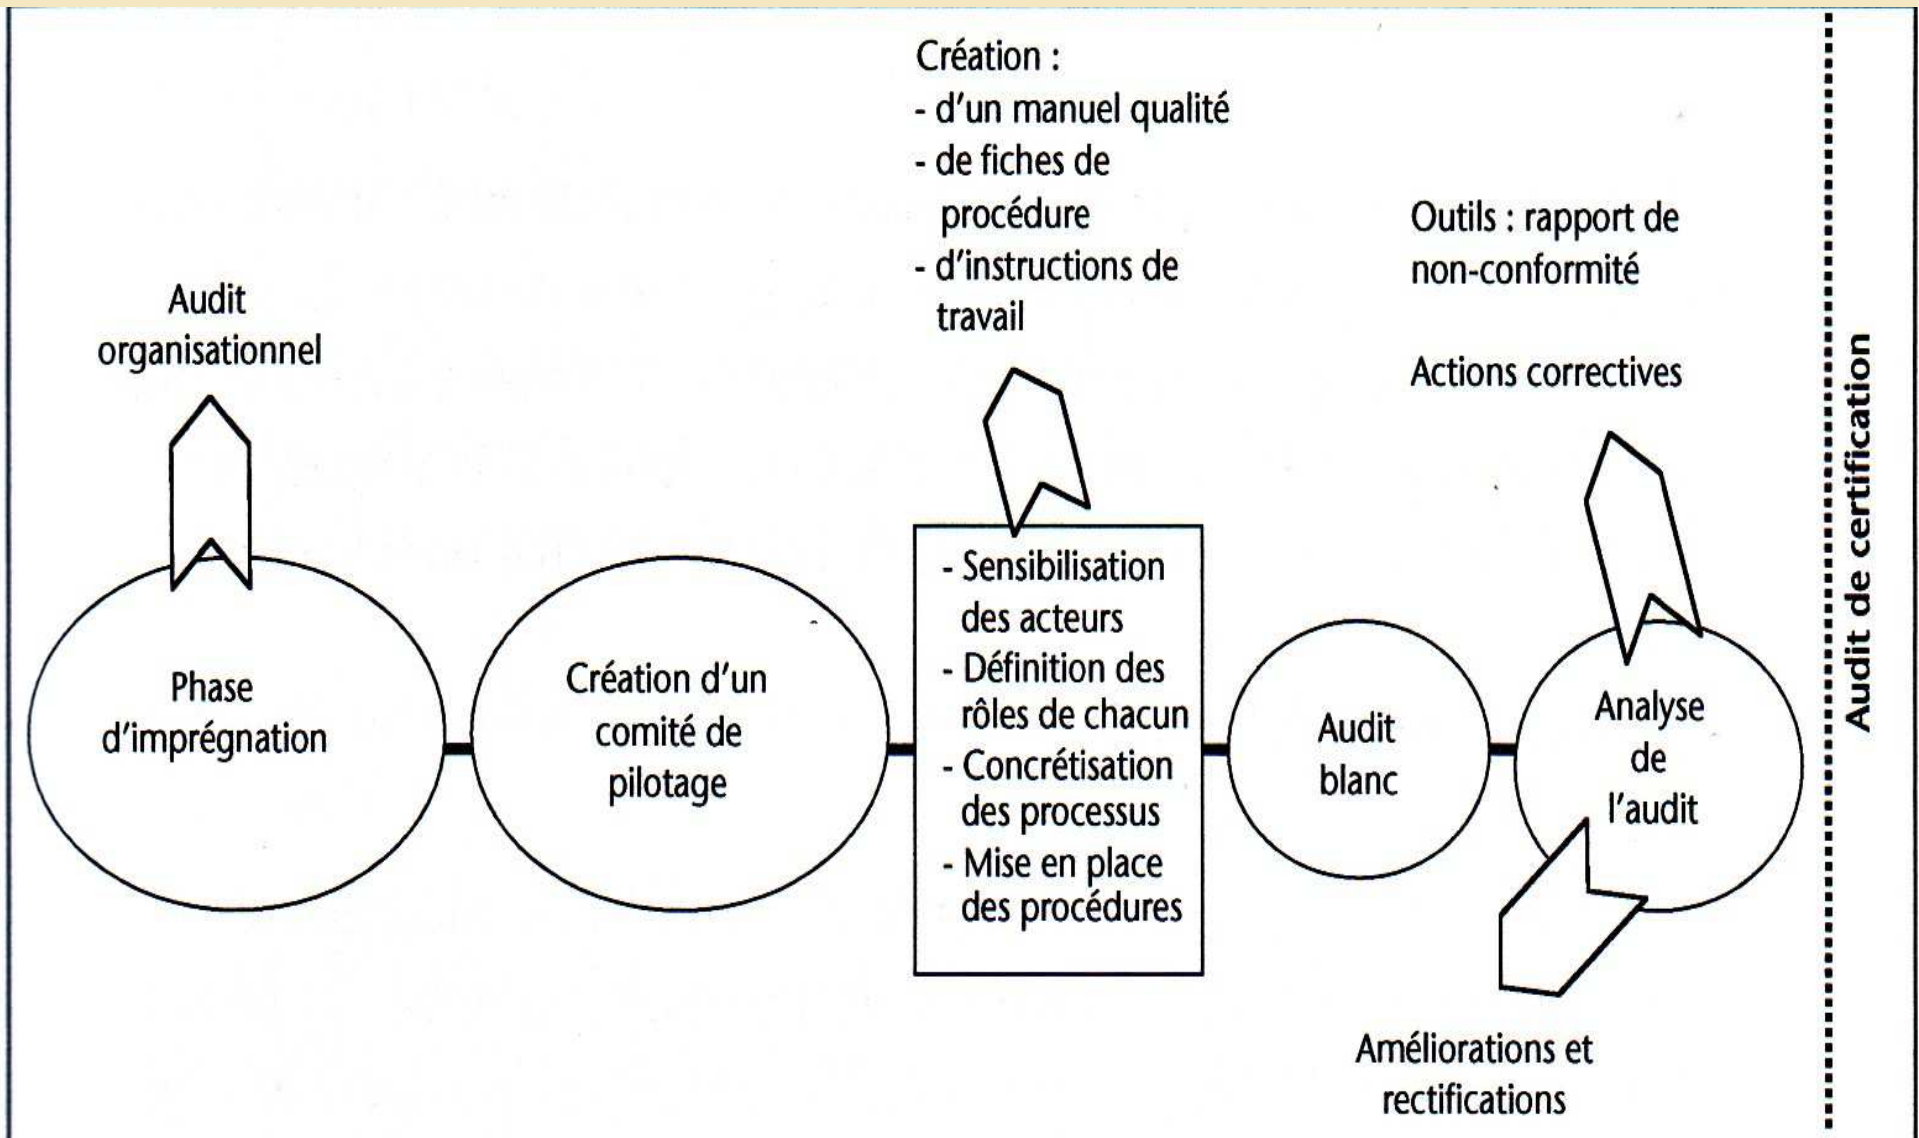 Création :
- d'un manuel qualité
- de fiches de
procédure
- d'instructions de
travail
Outils : rapport de
non-conformité
Actions correctives
Audit
organisationnel
Phase
d'imprégnation
Création d'un
comité de
pilotage
- Sensibilisation
des acteurs
- Définition des
rôles de chacun
- Concrétisation
des processus
- Mise en place
des procédures
Audit
blanc
Analyse
de
l'audit
Améliorations et
rectifications
Audit de certification